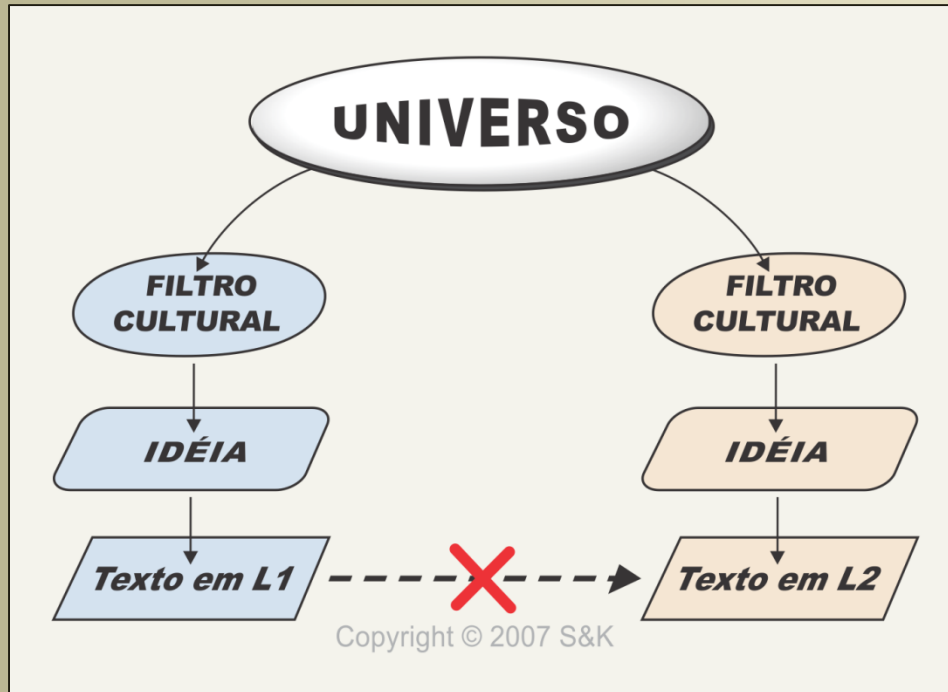 UNIVERSO
FILTRO
CULTURAL
FILTRO
CULTURAL
IDÉIA
IDÉIA
Texto em L1
Texto em L2
Copyright © 2007 S&K